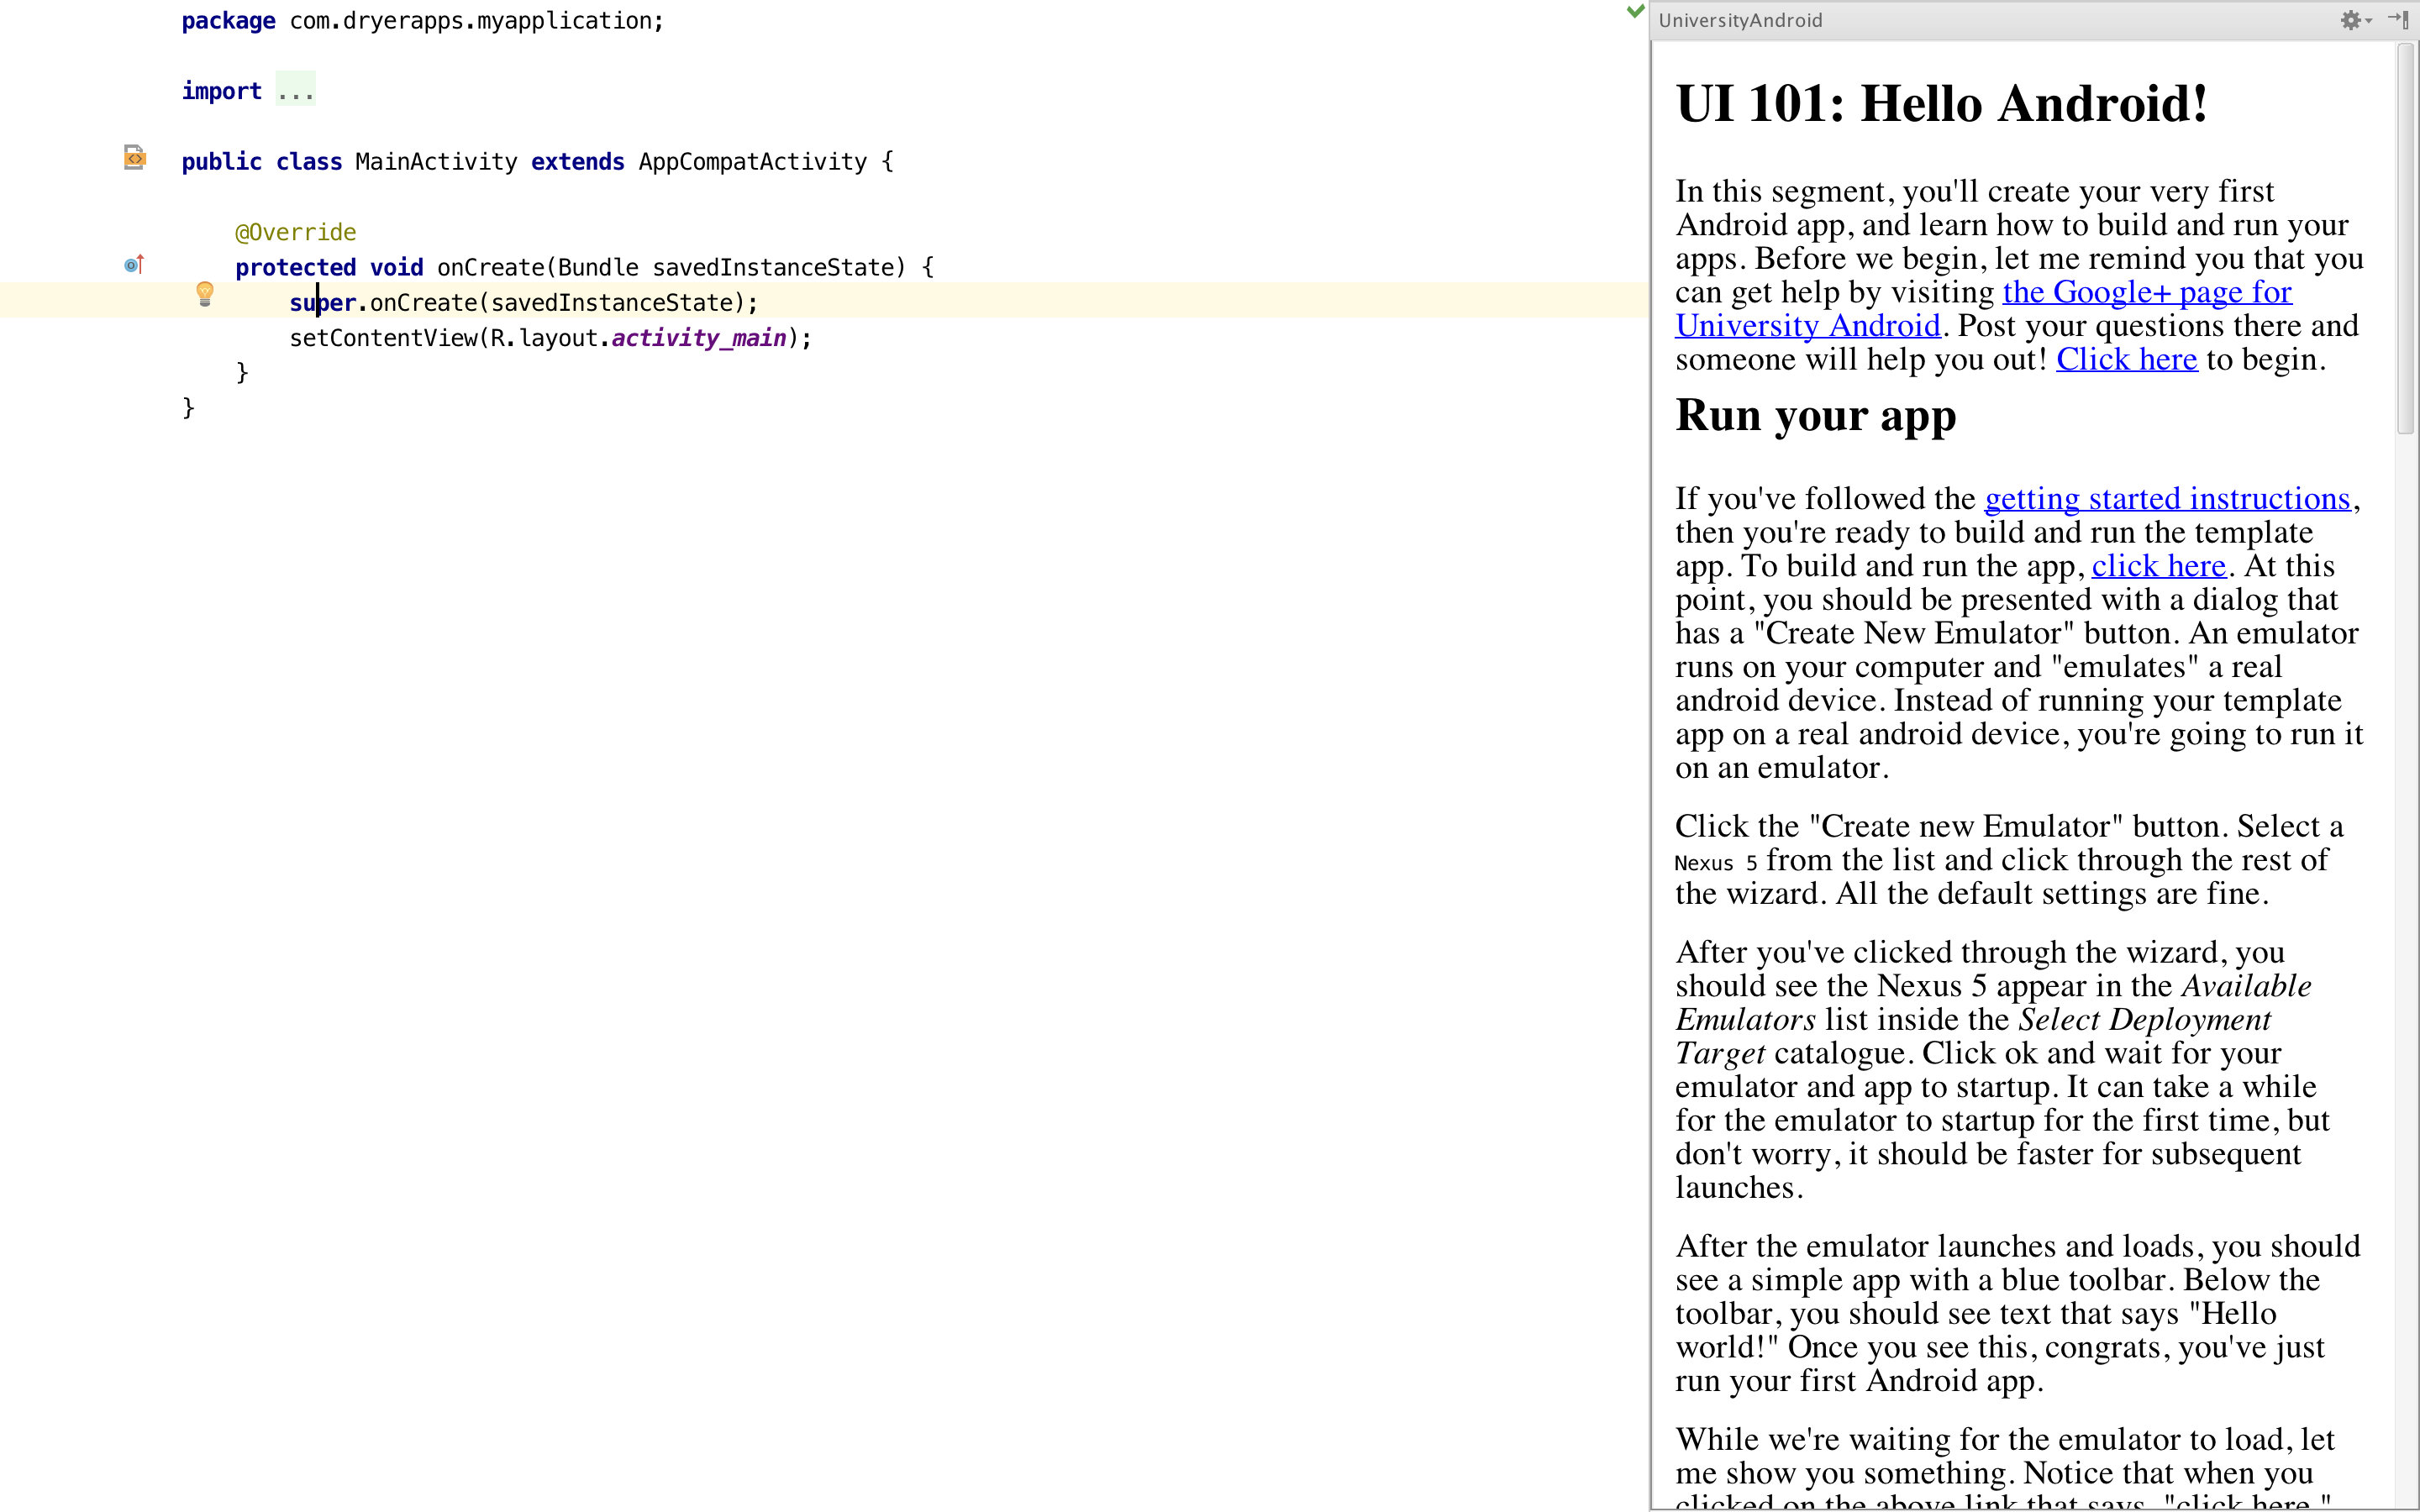 package com.dryerapps.myapplication;
import ...
public class MainActivity extends AppCompatActivity {
@Override
protected void onCreate(Bundle savedInstanceState) {
super.onCreate(savedInstanceState);
setContentView(R.layout.activity_main);
}
}
UniversityAndroid
UI 101: Hello Android!
In this segment, you'll create your very first
Android app, and learn how to build and run your
apps. Before we begin, let me remind you that you
can get help by visiting the Google+ page for
University Android. Post your questions there and
someone will help you out! Click here to begin.
Run your app
If you've followed the getting started instructions,
then you're ready to build and run the template
app. To build and run the app, click here. At this
point, you should be presented with a dialog that
has a "Create New Emulator" button. An emulator
runs on your computer and "emulates" a real
android device. Instead of running your template
app on a real android device, you're going to run it
on an emulator.
Click the "Create new Emulator" button. Select a
Nexus 5 from the list and click through the rest of
the wizard. All the default settings are fine.
After you've clicked through the wizard, you
should see the Nexus 5 appear in the Available
Emulators list inside the Select Deployment
Target catalogue. Click ok and wait for your
emulator and app to startup. It can take a while
for the emulator to startup for the first time, but
don't worry, it should be faster for subsequent
launches.
After the emulator launches and loads, you should
see a simple app with a blue toolbar. Below the
toolbar, you should see text that says "Hello
world!" Once you see this, congrats, you've just
run your first Android app.
While we're waiting for the emulator to load, let
me show you something. Notice that when you
clicked on the above link that says, "click here,"